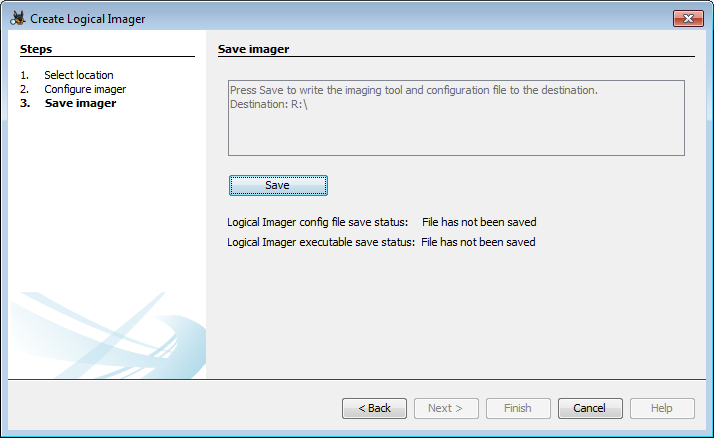 Create Logical Imager
Steps
1. Select location
2. Configure imager
3. Save imager
Save imager
Press Save to write the imaging tool and configuration file to the destination.
Destination: R:\
Save
Logical Imager config file save status: File has not been saved
Logical Imager executable save status: File has not been saved
< Back
Next >
Finish
Cancel
Help